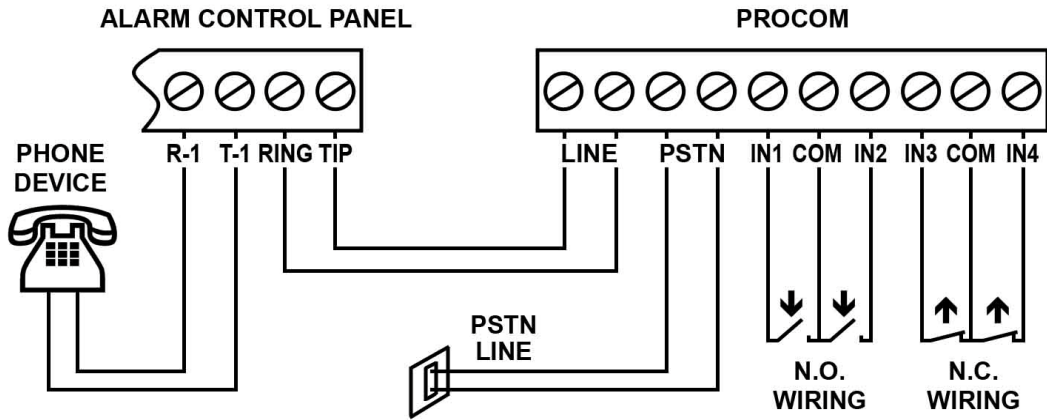 ALARM CONTROL PANEL
PROCOM
R-1 T-1 RING TIP
LINE PSTN IN1 COM IN2 IN3 COM IN4
PHONE
DEVICE
PSTN
LINE
N.O.
WIRING
N.C.
WIRING